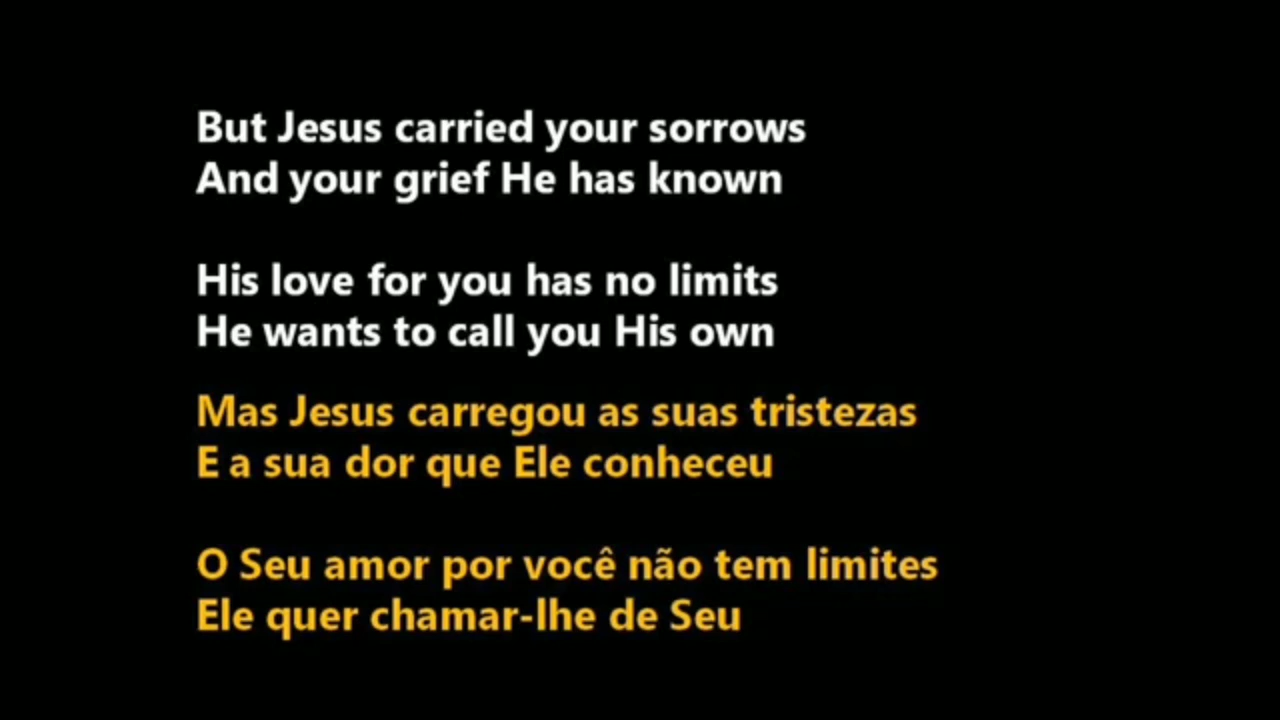 But Jesus carried your sorrows
And your grief He has known
His love for you has no limits
He wants to call you His own
Mas Jesus carregou as suas tristezas
E a sua dor que Ele conheceu
O Seu amor por você não tem limites
Ele quer chamar-lhe de Seu